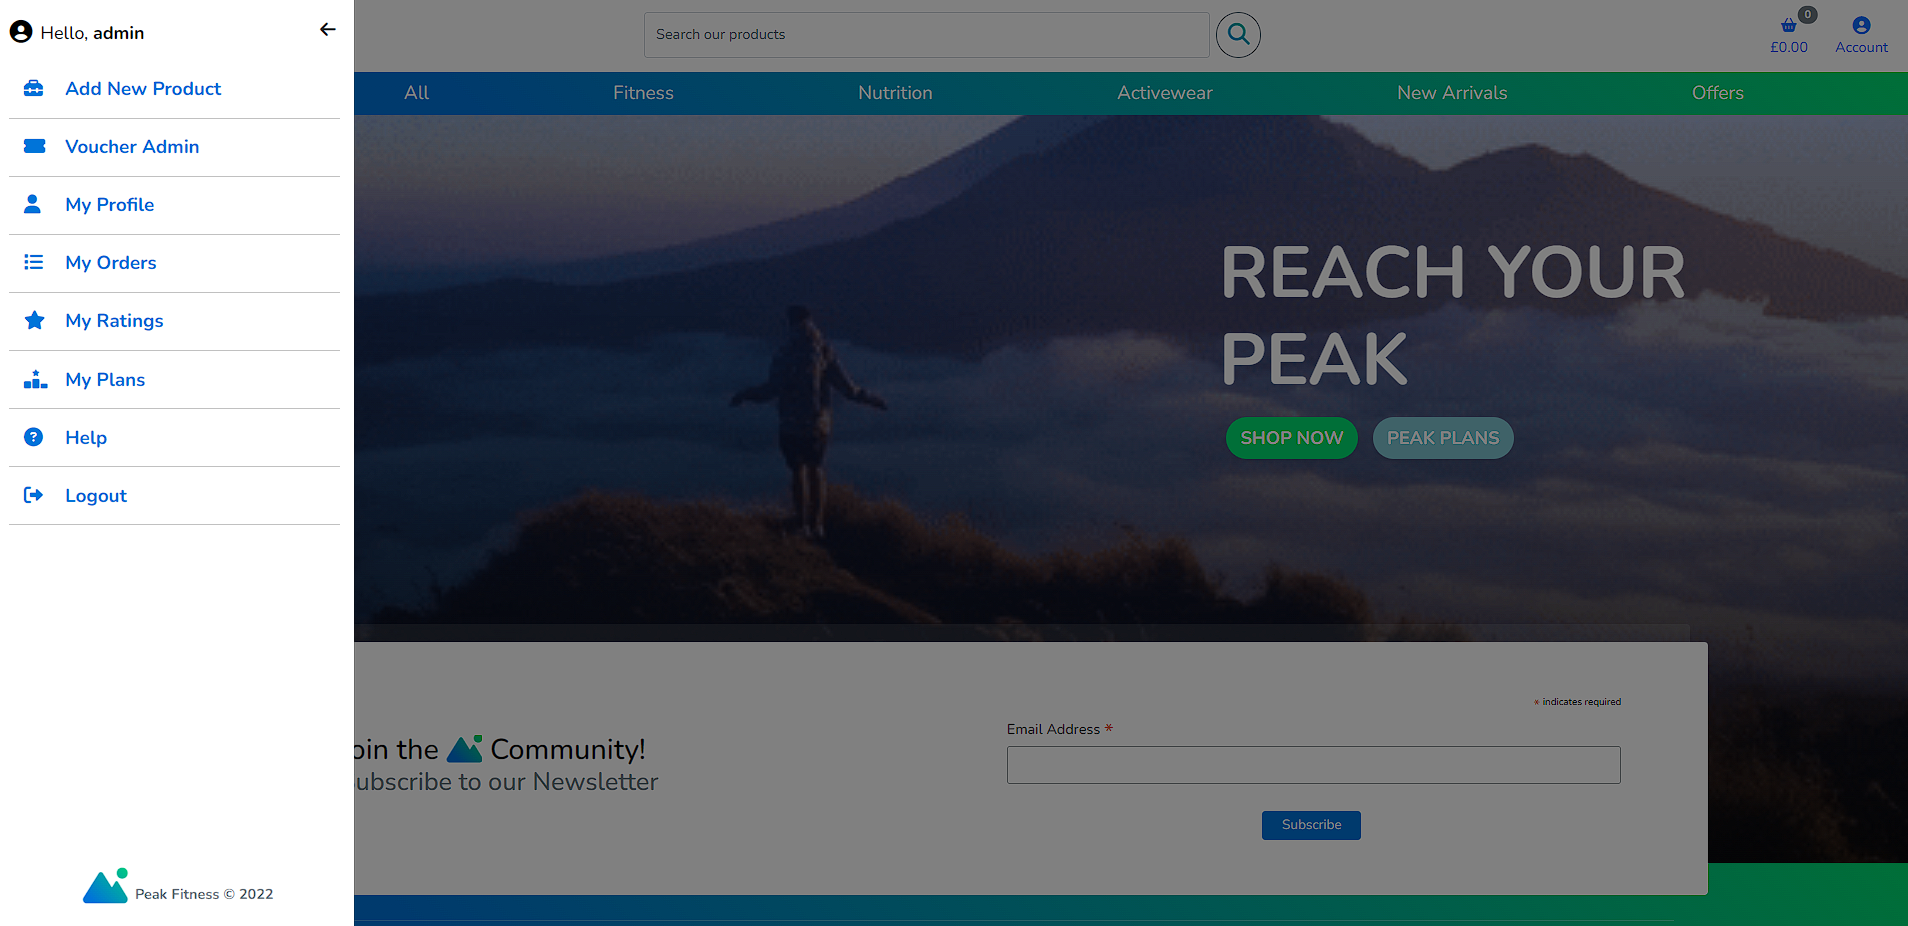 Hello, admin
Add New Product
Voucher Admin
My Profile
My Orders
My Ratings
My Plans
Help
Logout
Peak Fitness © 2022
Search our products
0
£0.00
Account
All
Fitness
Nutrition
Activewear
New Arrivals
Offers
REACH YOUR
PEAK
SHOP NOW
PEAK PLANS
oin the Community!
ubscribe to our Newsletter
* indicates required
Email Address *
Subscribe